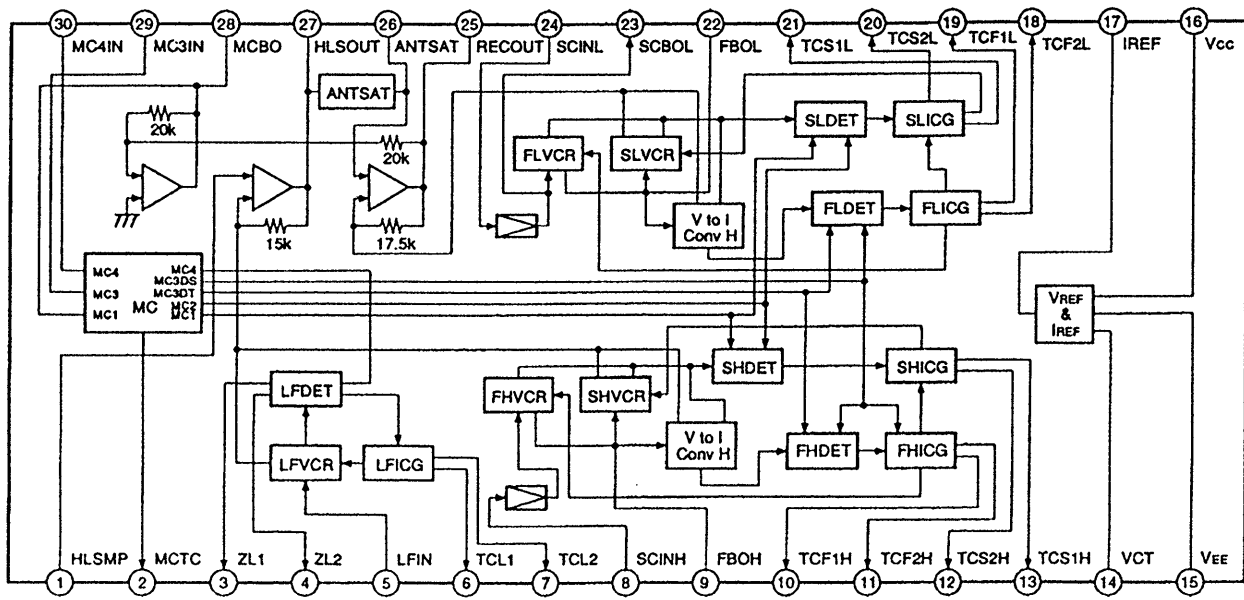 30 29 28 27 26 25 24 23 22 21 20 19 18 17 16
MC4IN MC3IN MCBO HLSOUT ANTSAT RECOUT SCINL SCBOL FBOL TCS1L TCS2L TCF1L TCF2L IREF Vcc
ANTSAT
20k
20k
15k
17.5k
FLVCR
SLVCR
SLDET
SLICG
FLDET
FLICG
V to I
Conv H
MC4
MC3
MC1
MC
MC4
MC3DS
MC3DT
MC2
MC1
VREF
&
IREF
LFDET
LFVCR
LFICG
FHVCR
SHVCR
SHDET
SHICG
V to I
Conv H
FHDET
FHICG
HLSMP MCTC ZL1 ZL2 LFIN TCL1 TCL2 SCINH FBOH TCF1H TCF2H TCS2H TCS1H VCT VEE
1 2 3 4 5 6 7 8 9 10 11 12 13 14 15